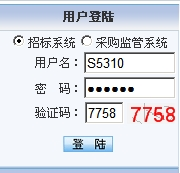 用户登陆
招标系统 采购监管系统
用户名： S5310
密 码： ●●●●●●
验证码： 7758 7758
登 陆